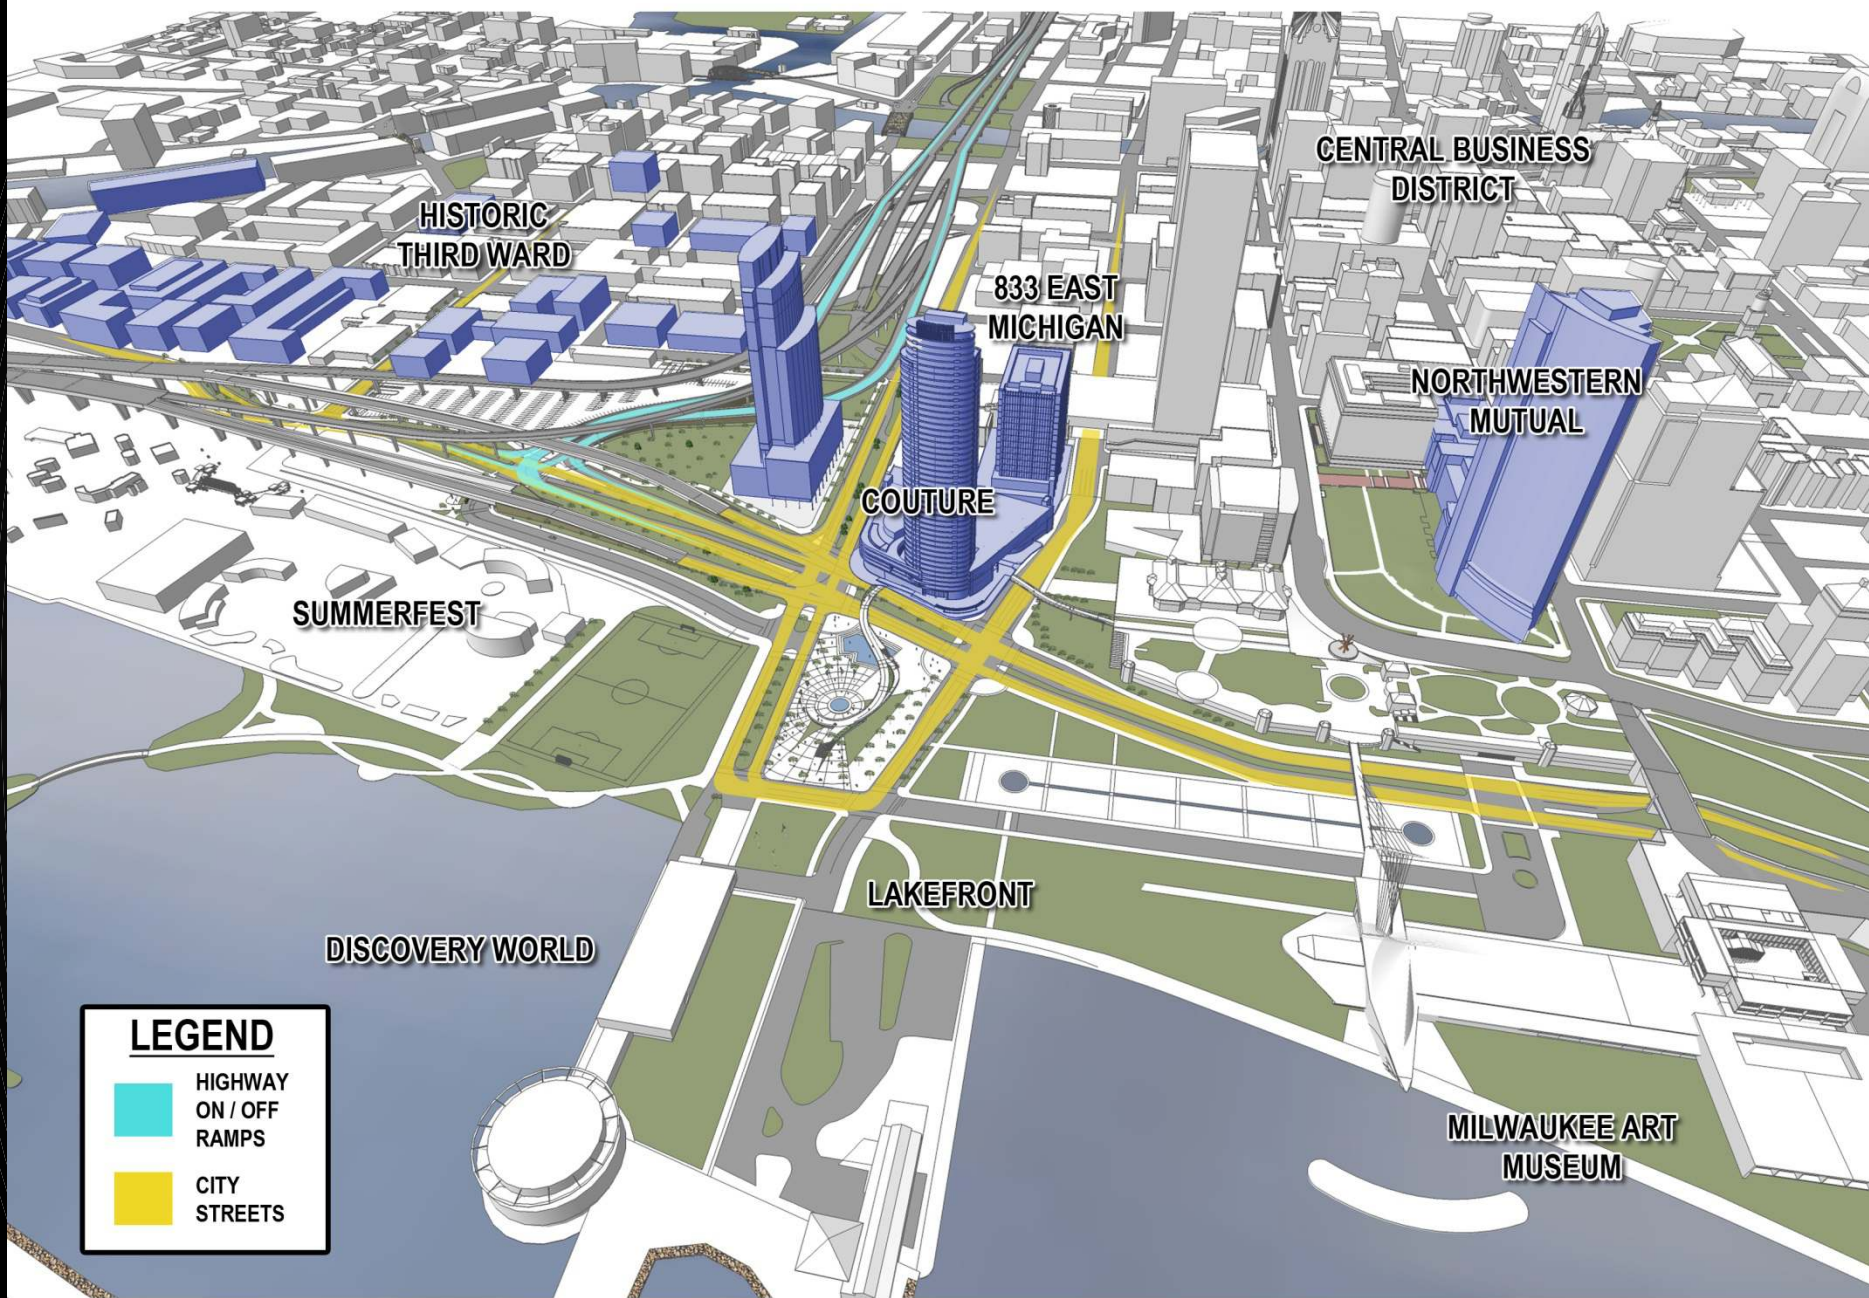 CENTRAL BUSINESS
DISTRICT
HISTORIC
THIRD WARD
833 EAST
MICHIGAN
NORTHWESTERN
MUTUAL
COUTURE
SUMMERFEST
LAKEFRONT
DISCOVERY WORLD
MILWAUKEE ART
MUSEUM
LEGEND
HIGHWAY
ON / OFF
RAMPS
CITY
STREETS